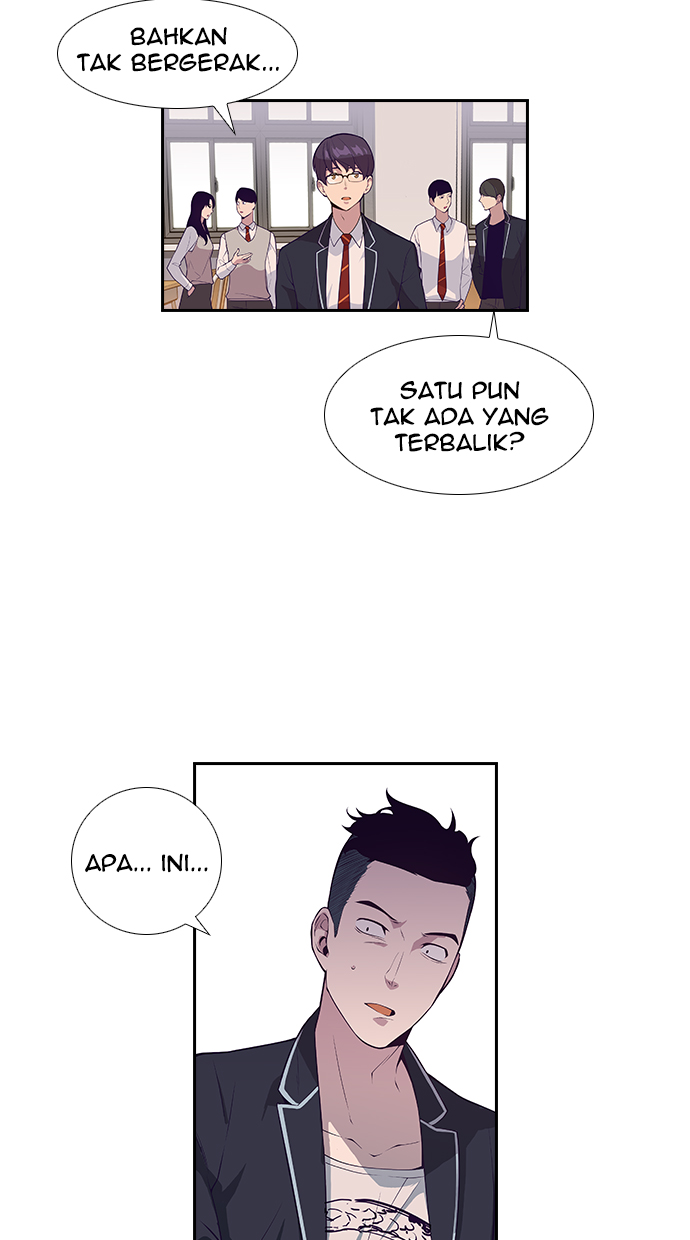 BAHKAN
TAK BERGERAK...
SATU PUN
TAK ADA YANG
TERBALIK?
APA... INI...